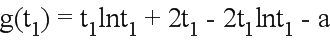 g(t₁) = t₁lnt₁ + 2t₁ - 2t₁lnt₁ - a